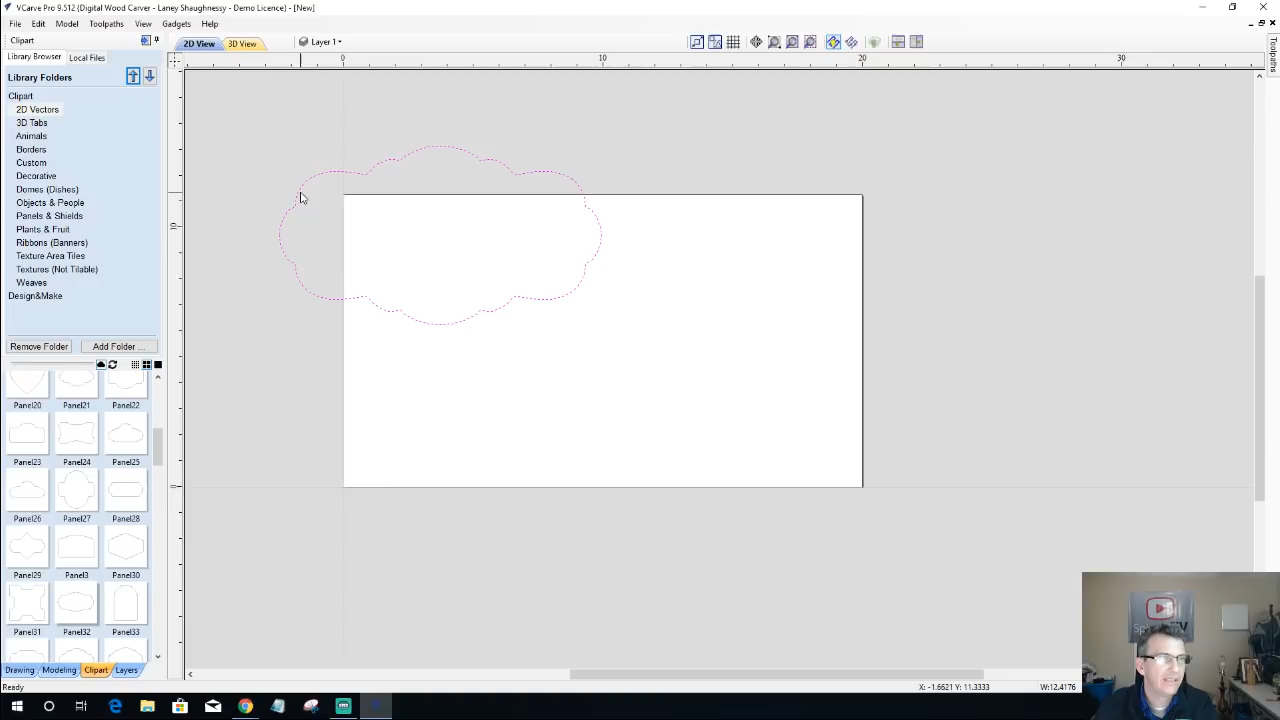 VCarve Pro 9.512 {Digital Wood Carver - Laney Shaughnessy - Demo Licence} - [New]
File Edit Model Toolpaths View Gadgets Help
Clipart
2D View 3D View Layer 1
Library Browser Local Files
0 10 20 30
Library Folders
Clipart
2D Vectors
3D Tabs
Animals
Borders
Custom
Decorative
Domes (Dishes)
Objects & People
Panels & Shields
Plants & Fruit
Ribbons (Banners)
Texture Area Tiles
Textures (Not Tilable)
Weaves
Design&Make
10
0
Toolpaths
Remove Folder Add Folder ...
Panel20 Panel21 Panel22
Panel23 Panel24 Panel25
Panel26 Panel27 Panel28
Panel29 Panel3 Panel30
Panel31 Panel32 Panel33
Drawing Modeling Clipart Layers
Ready
X: -1.6621 Y: 11.3333 W:12.4176